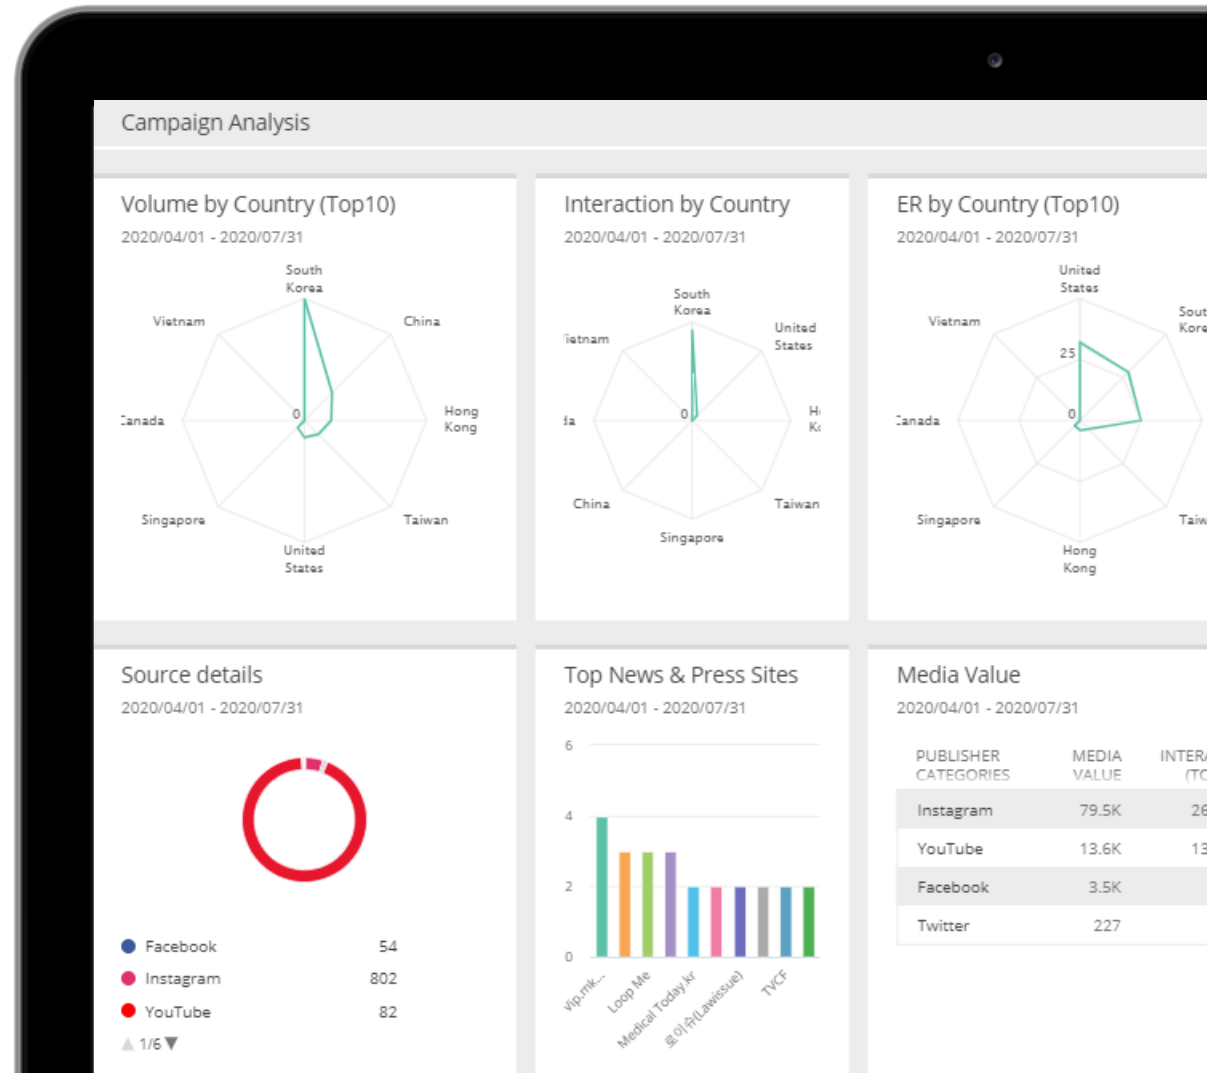 Campaign Analysis
Volume by Country (Top10)
2020/04/01 - 2020/07/31
South
Korea
China
Hong
Kong
Taiwan
United
States
Singapore
Vietnam
0
Interaction by Country
2020/04/01 - 2020/07/31
South
Korea
United
States
Taiwan
Singapore
China
0
ER by Country (Top10)
2020/04/01 - 2020/07/31
United
States
Vietnam
25
0
Singapore
Hong
Kong
Source details
2020/04/01 - 2020/07/31
Facebook 54
Instagram 802
YouTube 82
1/6
Top News & Press Sites
2020/04/01 - 2020/07/31
6
4
2
0
Vip.mk...
Loop Me
Medical Today.kr
로이슈(Lawissue)
TVCF
Media Value
2020/04/01 - 2020/07/31
PUBLISHER MEDIA
CATEGORIES VALUE
Instagram 79.5K
YouTube 13.6K
Facebook 3.5K
Twitter 227